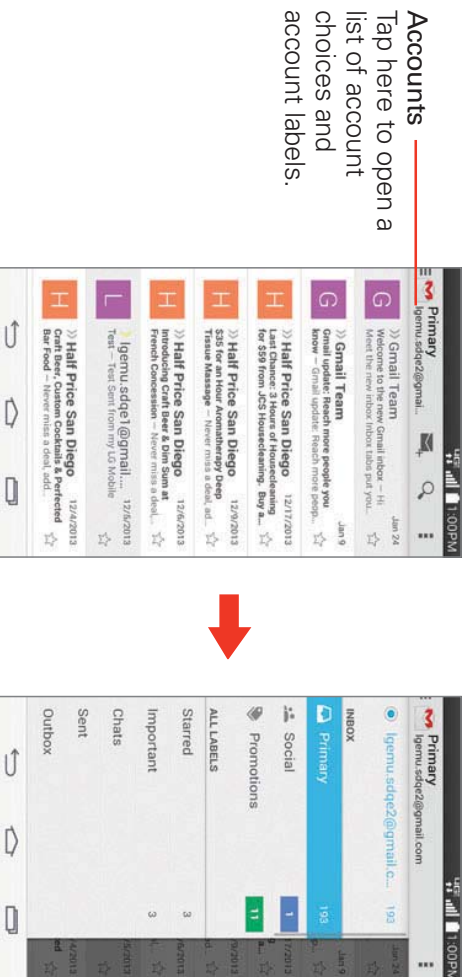 Accounts
Tap here to open a
list of account
choices and
account labels.
1:00PM
Primary
lgemu.sdqe2@gmail...
» Gmail Team Jan 24
Welcome to the new Gmail inbox – Hi
Meet the new inbox Inbox tabs put you...
G
» Gmail Team Jan 9
Gmail update: Reach more people you
know – Gmail update: Reach more peop...
G
» Half Price San Diego 12/17/2013
Last Chance: 3 Hours of Housecleaning
for $59 from JCS Housecleaning. Buy a...
H
» Half Price San Diego 12/9/2013
$35 for an Hour Aromatherapy Deep
Tissue Massage – Never miss a deal, ad...
H
» Half Price San Diego 12/6/2013
Introducing Craft Beer & Dim Sum at
French Concession – Never miss a deal,...
H
» lgemu.sdqe1@gmail.... 12/5/2013
Test – Test Sent from my LG Mobile
L
» Half Price San Diego 12/4/2013
Craft Beer, Custom Cocktails & Perfected
Bar Food – Never miss a deal, add...
H
1:00PM
Primary
lgemu.sdqe2@gmail.com
lgemu.sdqe2@gmail.c... 193
INBOX
Primary 193
Social 1
Promotions 11
ALL LABELS
Starred 3
Important 3
Chats
Sent
Outbox